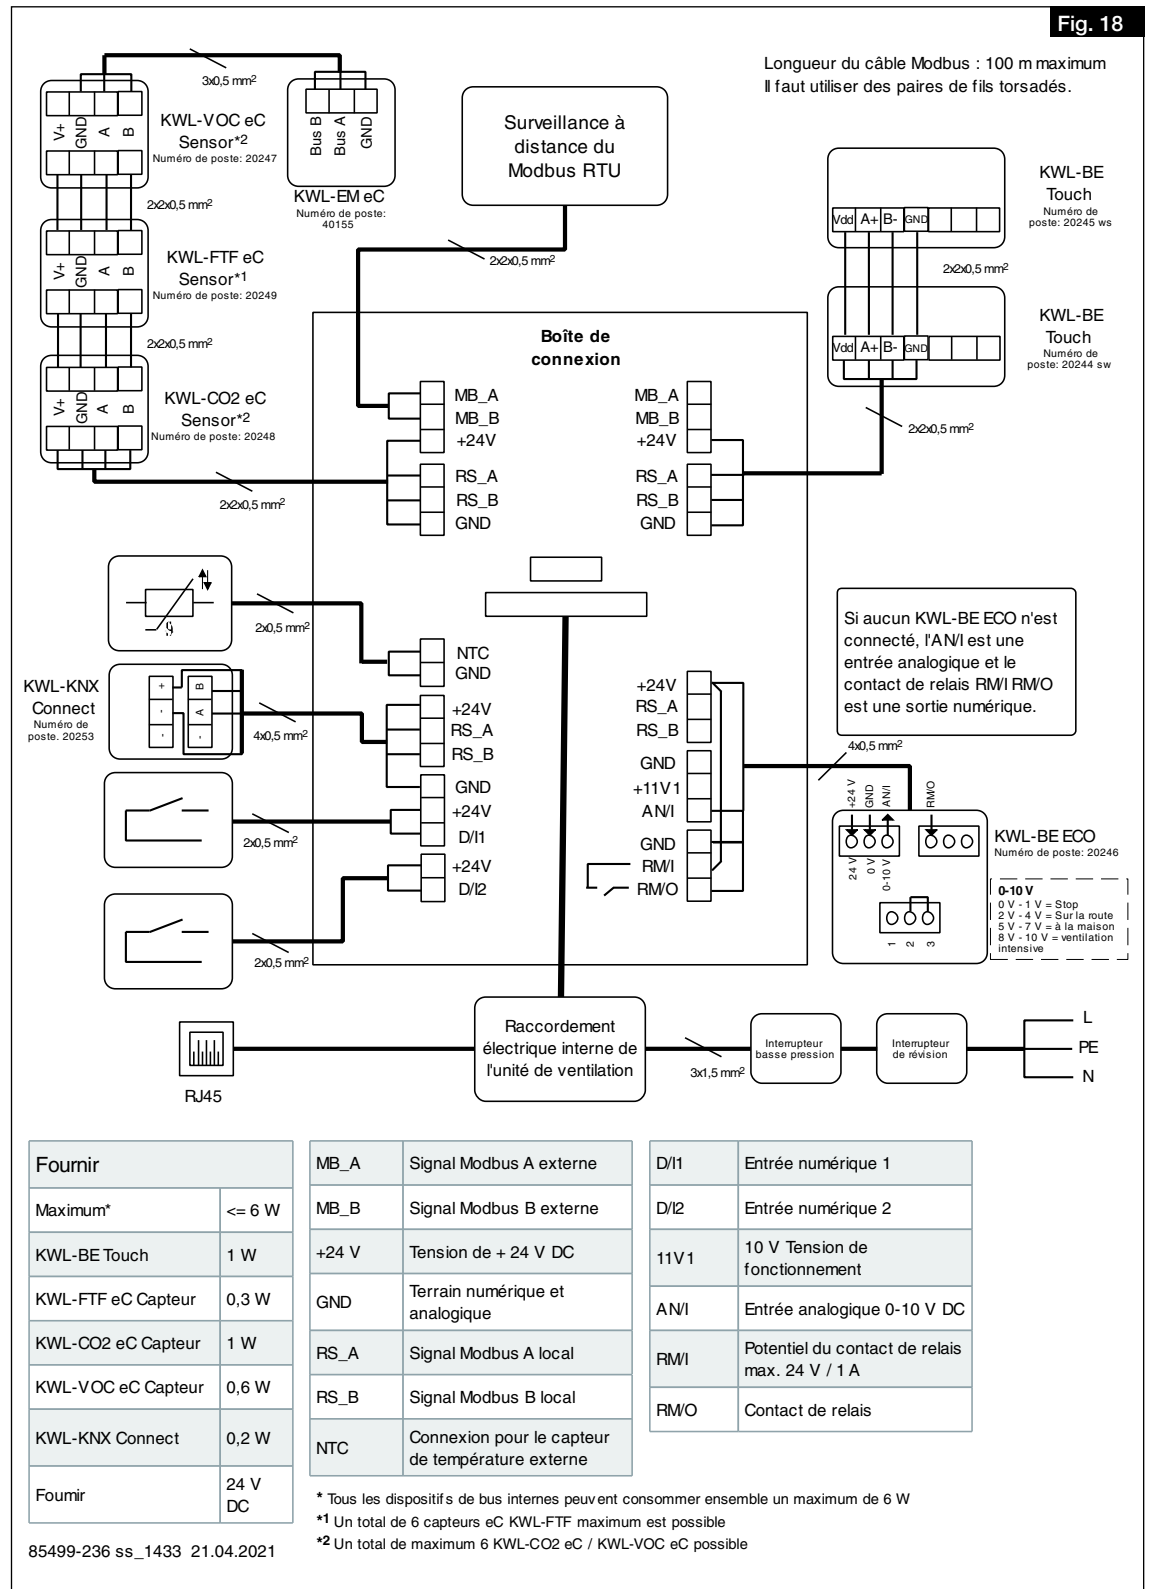 Fig. 18
Longueur du câble Modbus : 100 m maximum
Il faut utiliser des paires de fils torsadés.
3x0,5 mm²
V+
GND
A
B
KWL-VOC eC
Sensor*2
Numéro de poste: 20247
Bus B
Bus A
GND
KWL-EM eC
Numéro de poste:
40155
Surveillance à
distance du
Modbus RTU
2x2x0,5 mm²
KWL-BE
Touch
Numéro de
poste: 20245 ws
Vdd A+ B- GND
2x2x0,5 mm²
2x2x0,5 mm²
V+
GND
A
B
KWL-FTF eC
Sensor*1
Numéro de poste: 20249
2x2x0,5 mm²
KWL-BE
Touch
Numéro de
poste: 20244 sw
Vdd A+ B- GND
2x2x0,5 mm²
V+
GND
A
B
KWL-CO2 eC
Sensor*2
Numéro de poste: 20248
2x2x0,5 mm²
Boîte de
connexion
MB_A
MB_B
+24V
RS_A
RS_B
GND
MB_A
MB_B
+24V
RS_A
RS_B
GND
ϑ
2x0,5 mm²
NTC
GND
KWL-KNX
Connect
Numéro de
poste. 20253
+
-
-
B
A
-
4x0,5 mm²
+24V
RS_A
RS_B
GND
+24V
D/I1
+24V
D/I2
2x0,5 mm²
2x0,5 mm²
+24V
RS_A
RS_B
GND
+11V1
AN/I
GND
RM/I
RM/O
Si aucun KWL-BE ECO n'est
connecté, l'AN/I est une
entrée analogique et le
contact de relais RM/I RM/O
est une sortie numérique.
4x0,5 mm²
+24 V
GND
AN/I
RM/O
24 V
0 V
0-10 V
1
2
3
KWL-BE ECO
Numéro de poste: 20246
0-10 V
0 V - 1 V = Stop
2 V - 4 V = Sur la route
5 V - 7 V = à la maison
8 V - 10 V = ventilation
intensive
RJ45
Raccordement
électrique interne de
l'unité de ventilation
3x1,5 mm²
Interrupteur
basse pression
Interrupteur
de révision
L
PE
N
Fournir
Maximum* <= 6 W
KWL-BE Touch 1 W
KWL-FTF eC Capteur 0,3 W
KWL-CO2 eC Capteur 1 W
KWL-VOC eC Capteur 0,6 W
KWL-KNX Connect 0,2 W
Fournir 24 V
DC
MB_A Signal Modbus A externe
MB_B Signal Modbus B externe
+24 V Tension de + 24 V DC
GND Terrain numérique et
analogique
RS_A Signal Modbus A local
RS_B Signal Modbus B local
NTC Connexion pour le capteur
de température externe
D/I1 Entrée numérique 1
D/I2 Entrée numérique 2
11V1 10 V Tension de
fonctionnement
AN/I Entrée analogique 0-10 V DC
RM/I Potentiel du contact de relais
max. 24 V / 1 A
RM/O Contact de relais
* Tous les dispositifs de bus internes peuvent consommer ensemble un maximum de 6 W
*1 Un total de 6 capteurs eC KWL-FTF maximum est possible
*2 Un total de maximum 6 KWL-CO2 eC / KWL-VOC eC possible
85499-236 ss_1433 21.04.2021